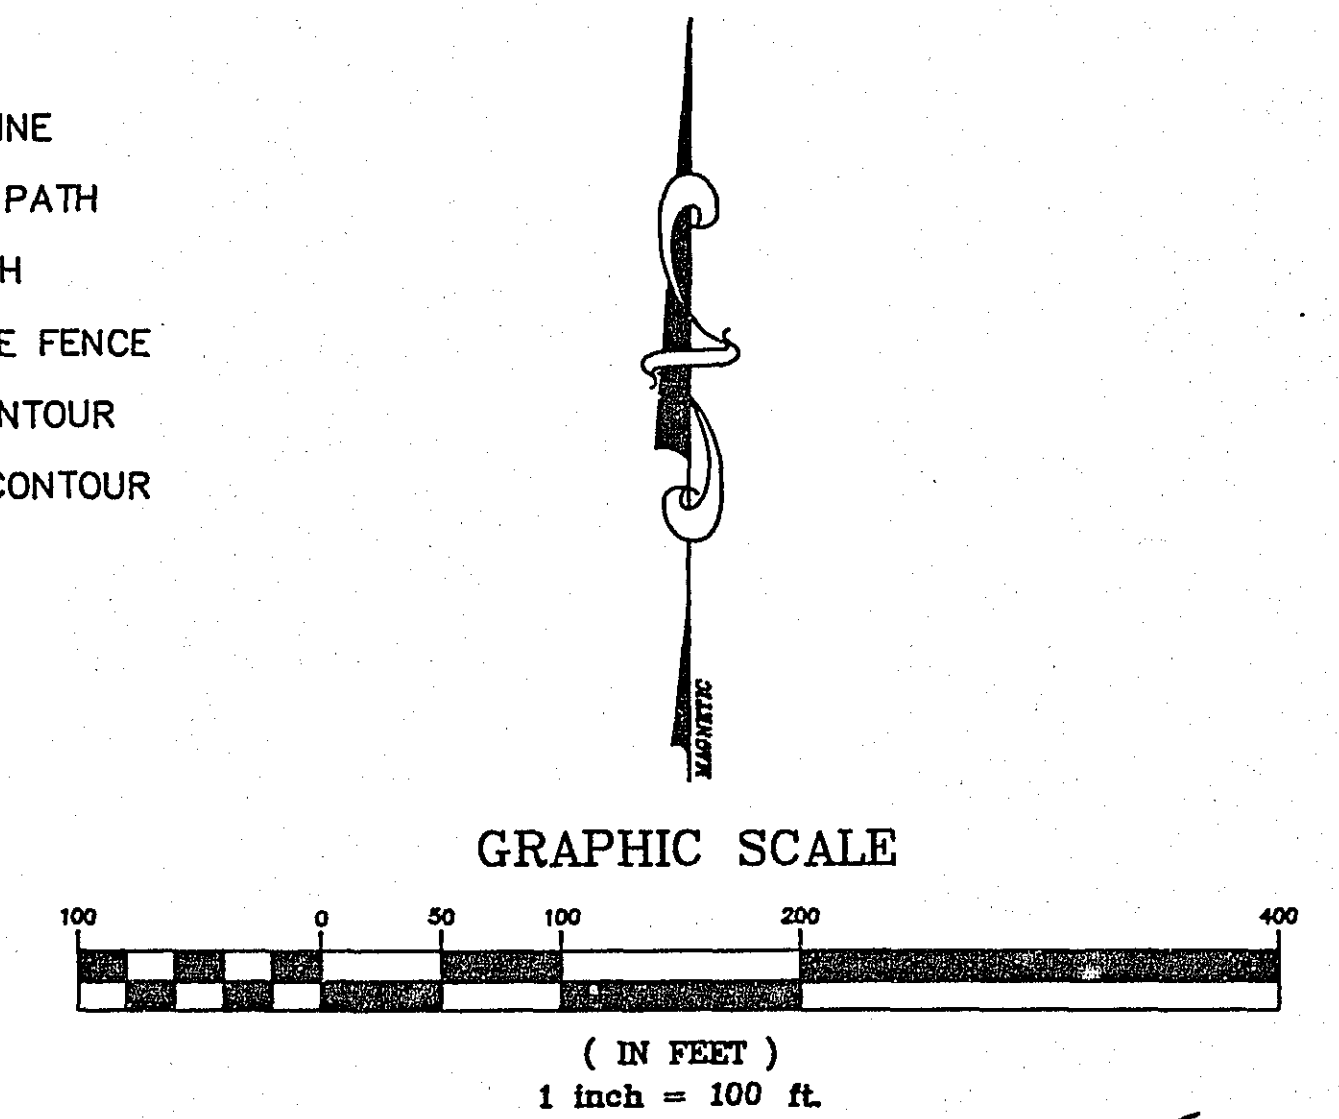 INE
PATH
H
E FENCE
NTOUR
CONTOUR
MAGNETIC
GRAPHIC SCALE
100 0 50 100 200 400
( IN FEET )
1 inch = 100 ft.